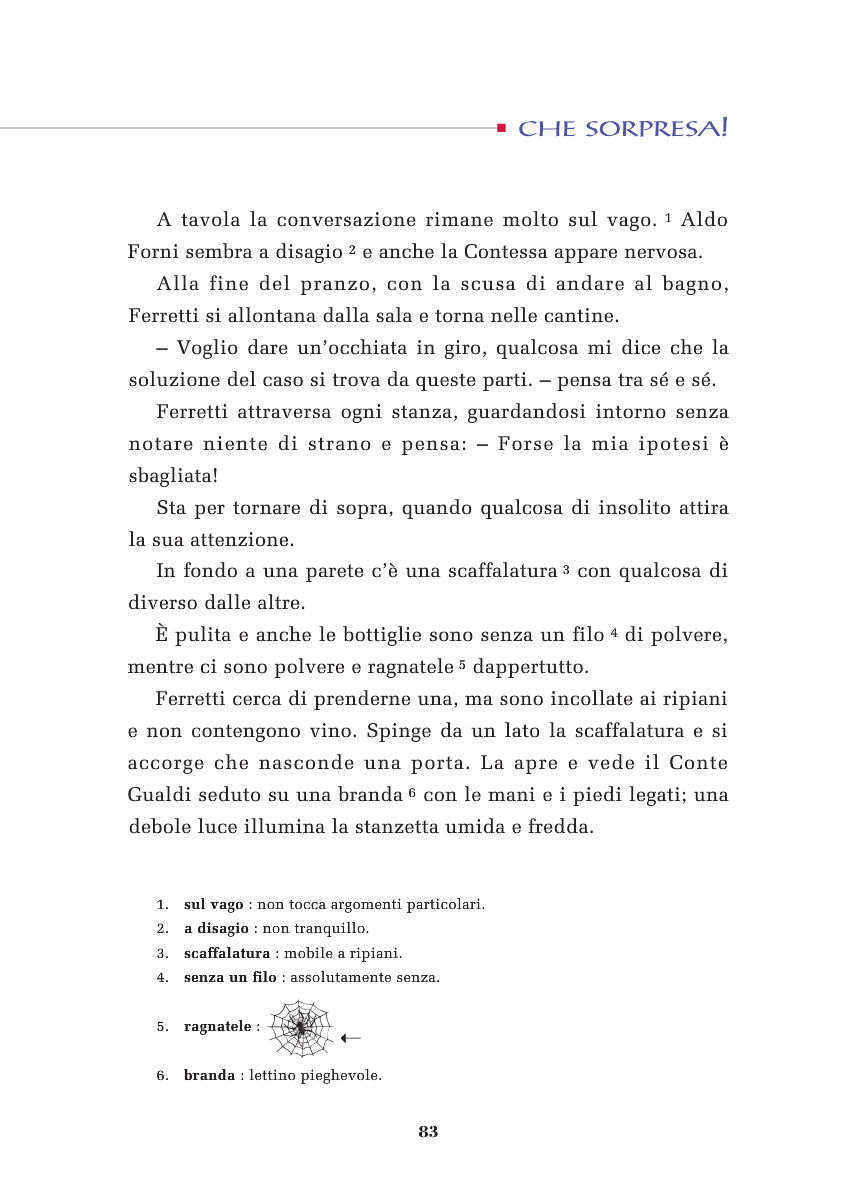 CHE SORPRESA!
A tavola la conversazione rimane molto sul vago. 1 Aldo
Forni sembra a disagio 2 e anche la Contessa appare nervosa.
Alla fine del pranzo, con la scusa di andare al bagno,
Ferretti si allontana dalla sala e torna nelle cantine.
– Voglio dare un’occhiata in giro, qualcosa mi dice che la
soluzione del caso si trova da queste parti. – pensa tra sé e sé.
Ferretti attraversa ogni stanza, guardandosi intorno senza
notare niente di strano e pensa: – Forse la mia ipotesi è
sbagliata!
Sta per tornare di sopra, quando qualcosa di insolito attira
la sua attenzione.
In fondo a una parete c’è una scaffalatura 3 con qualcosa di
diverso dalle altre.
È pulita e anche le bottiglie sono senza un filo 4 di polvere,
mentre ci sono polvere e ragnatele 5 dappertutto.
Ferretti cerca di prenderne una, ma sono incollate ai ripiani
e non contengono vino. Spinge da un lato la scaffalatura e si
accorge che nasconde una porta. La apre e vede il Conte
Gualdi seduto su una branda 6 con le mani e i piedi legati; una
debole luce illumina la stanzetta umida e fredda.
1. sul vago : non tocca argomenti particolari.
2. a disagio : non tranquillo.
3. scaffalatura : mobile a ripiani.
4. senza un filo : assolutamente senza.
5. ragnatele :
6. branda : lettino pieghevole.
83